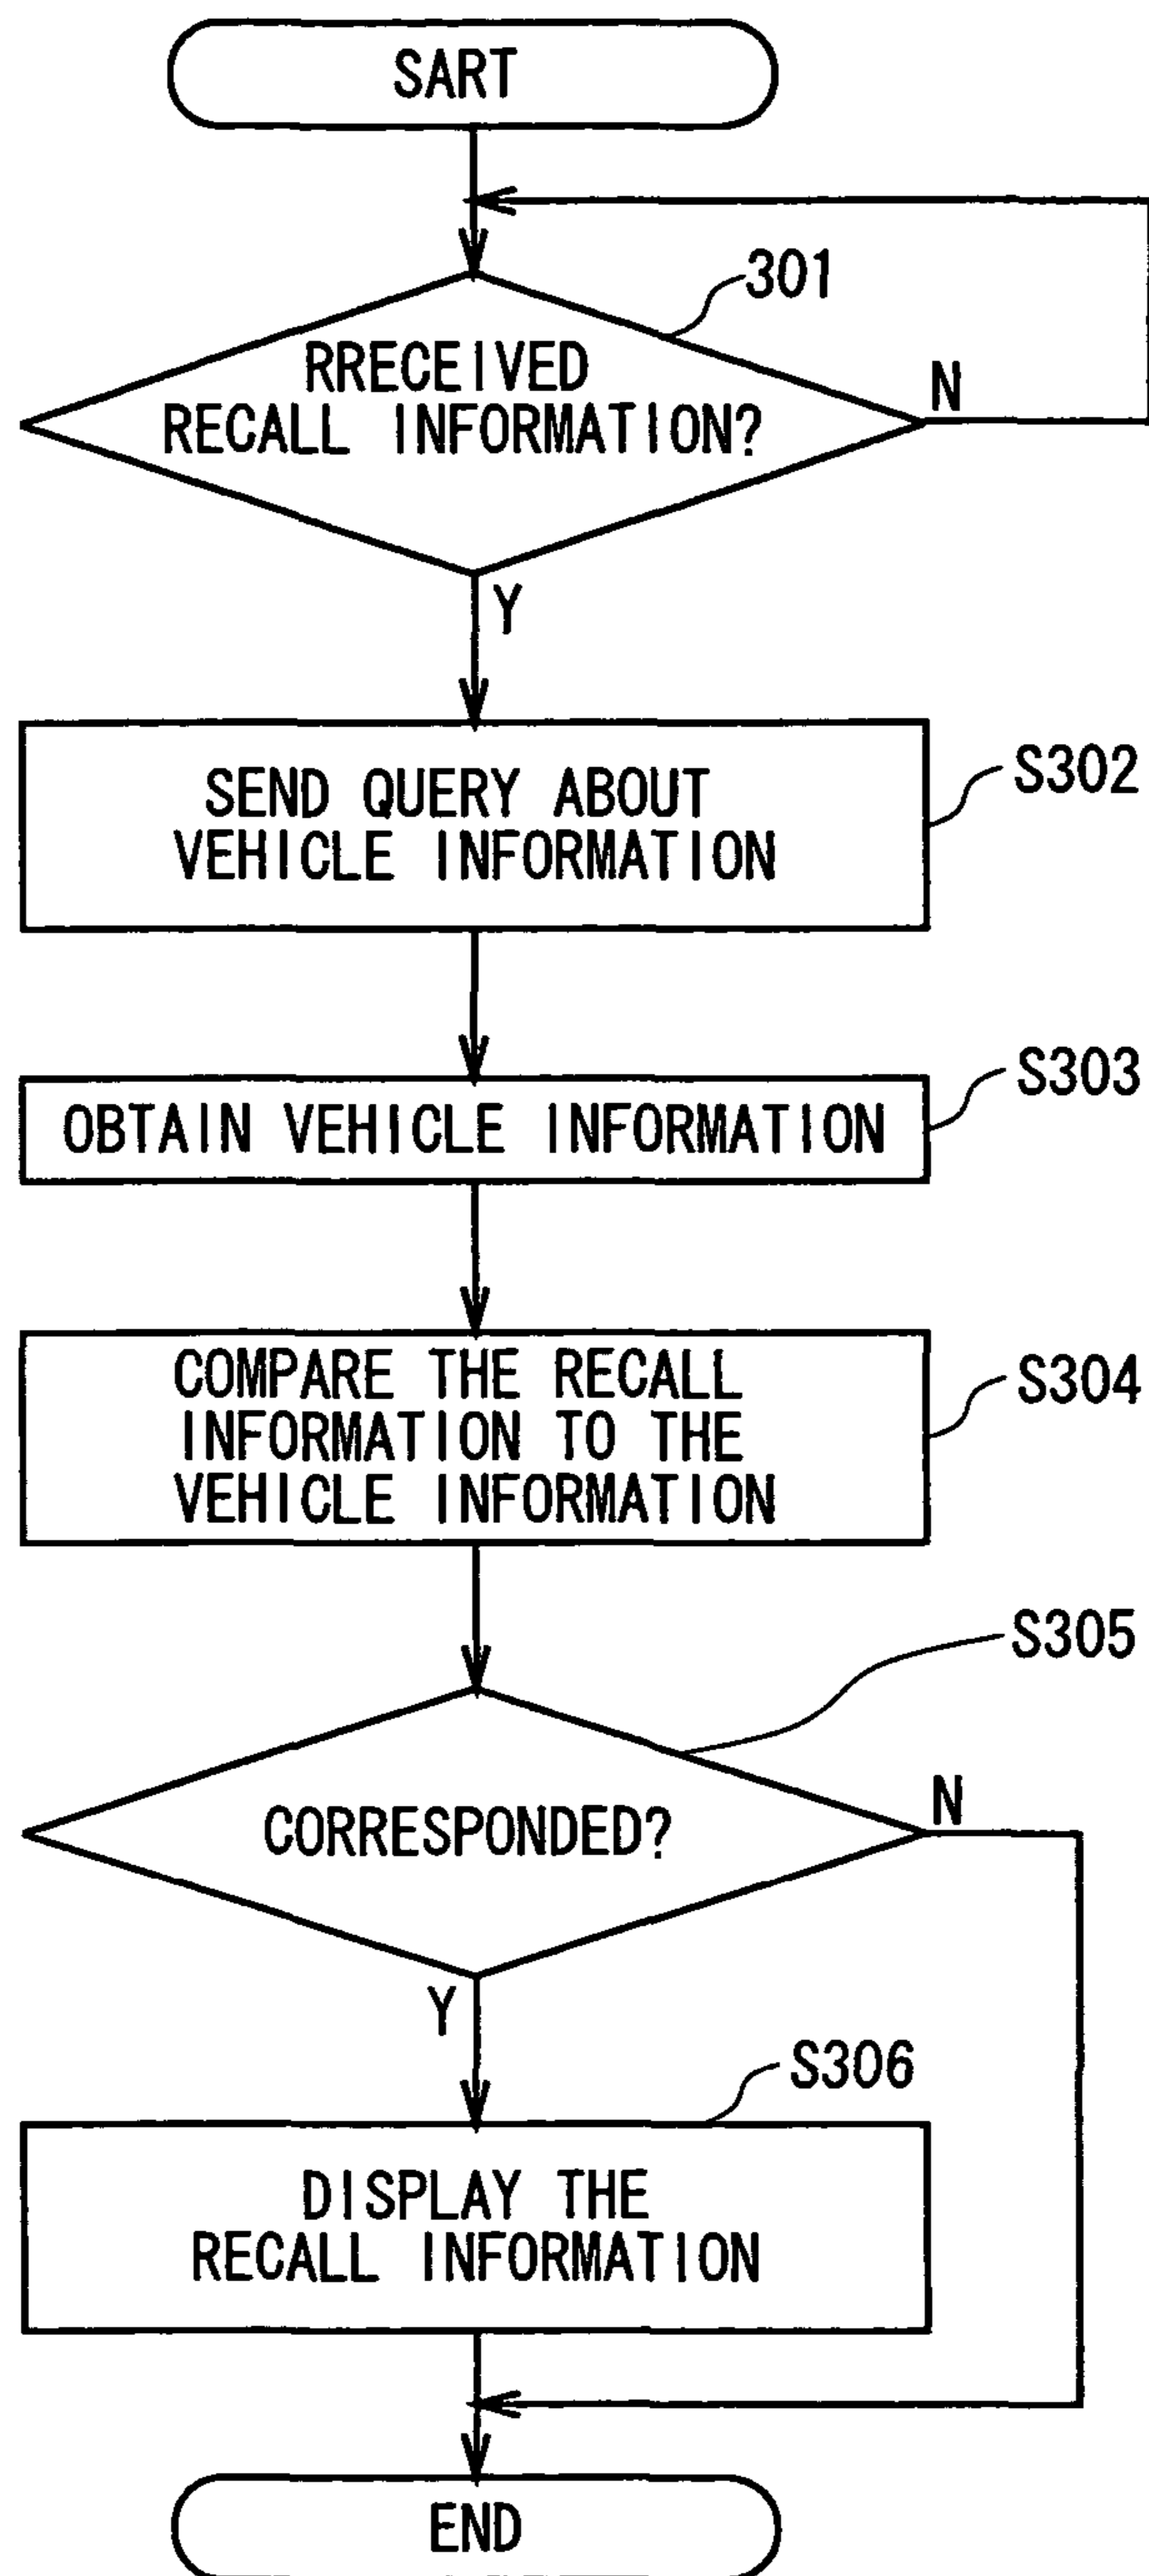 SART
301
RRECEIVED
RECALL INFORMATION?
N
Y
SEND QUERY ABOUT
VEHICLE INFORMATION
S302
OBTAIN VEHICLE INFORMATION
S303
COMPARE THE RECALL
INFORMATION TO THE
VEHICLE INFORMATION
S304
S305
CORRESPONDED?
N
Y
S306
DISPLAY THE
RECALL INFORMATION
END